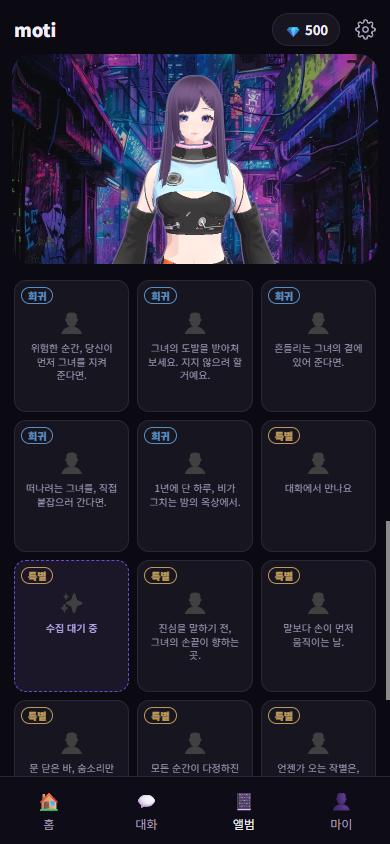 moti
500
희귀
희귀
희귀
위험한 순간, 당신이
먼저 그녀를 지켜
준다면.
그녀의 도발을 받아쳐
보세요. 지지 않으려 할
거예요.
흔들리는 그녀의 곁에
있어 준다면.
희귀
희귀
특별
떠나려는 그녀를, 직접
붙잡으러 간다면.
1년에 단 하루, 비가
그치는 밤의 옥상에서.
대화에서 만나요
특별
특별
특별
수집 대기 중
진심을 말하기 전,
그녀의 손끝이 향하는
곳.
말보다 손이 먼저
움직이는 날.
특별
특별
특별
문 닫은 바, 숨소리만
모든 순간이 다정하진
언젠가 오는 작별은,
홈
대화
앨범
마이